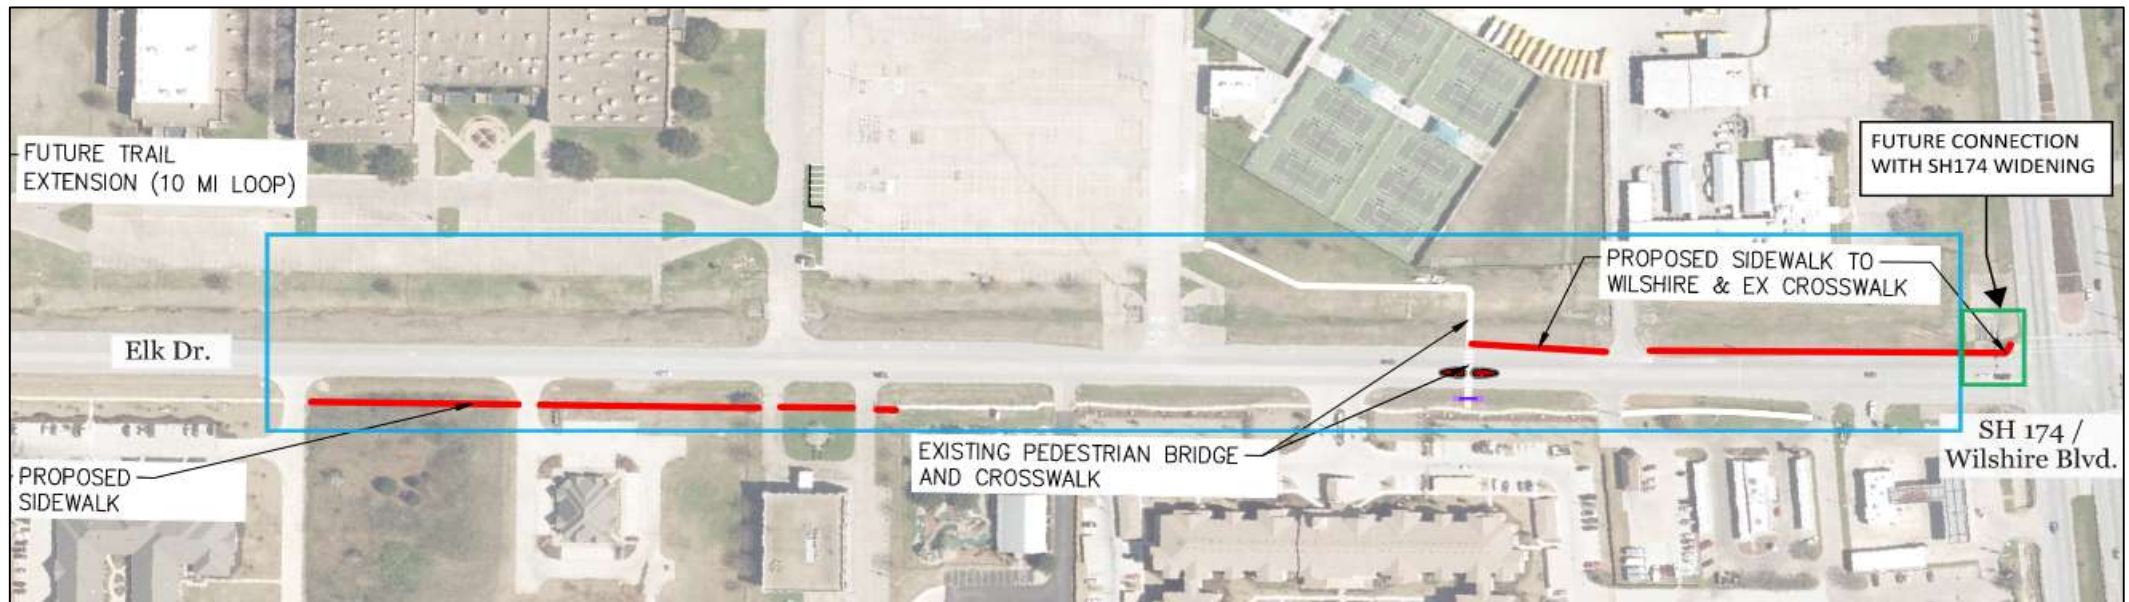 FUTURE TRAIL
EXTENSION (10 MI LOOP)
FUTURE CONNECTION
WITH SH174 WIDENING
PROPOSED SIDEWALK TO
WILSHIRE & EX CROSSWALK
Elk Dr.
EXISTING PEDESTRIAN BRIDGE
AND CROSSWALK
SH 174 /
Wilshire Blvd.
PROPOSED
SIDEWALK